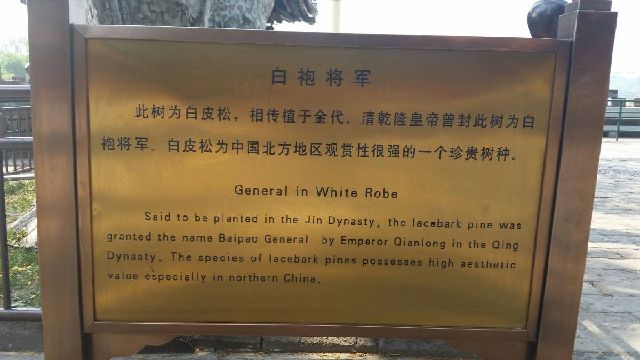 白袍将军
此树为白皮松，相传植于金代。清乾隆皇帝曾封此树为白
袍将军。白皮松为中国北方地区观赏性很强的一个珍贵树种。
General in White Robe
Said to be planted in the Jin Dynasty, the lacebark pine was
granted the name Baipao General by Emperor Qianlong in the Qing
Dynasty. The species of lacebark pines possesses high aesthetic
value especially in northern China.